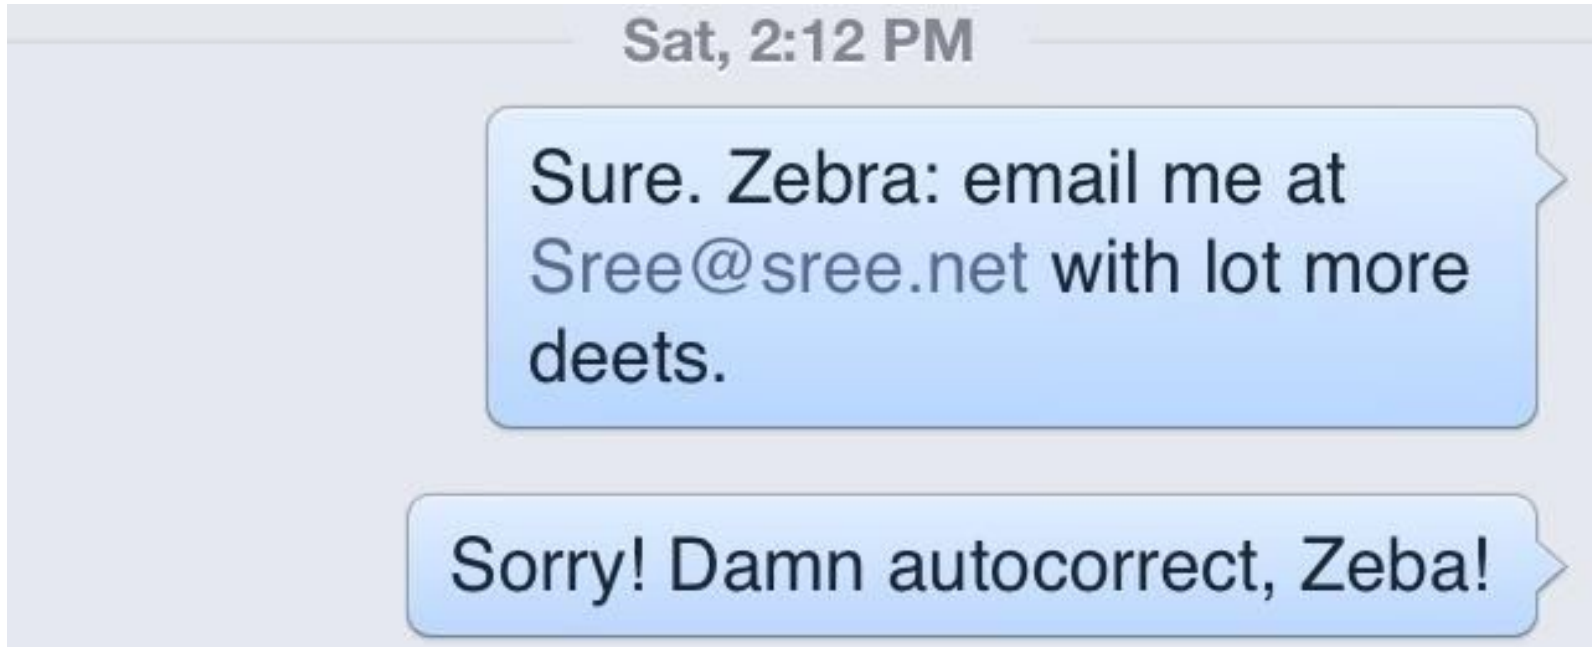 Sat, 2:12 PM
Sure. Zebra: email me at
Sree@sree.net with lot more
deets.
Sorry! Damn autocorrect, Zeba!